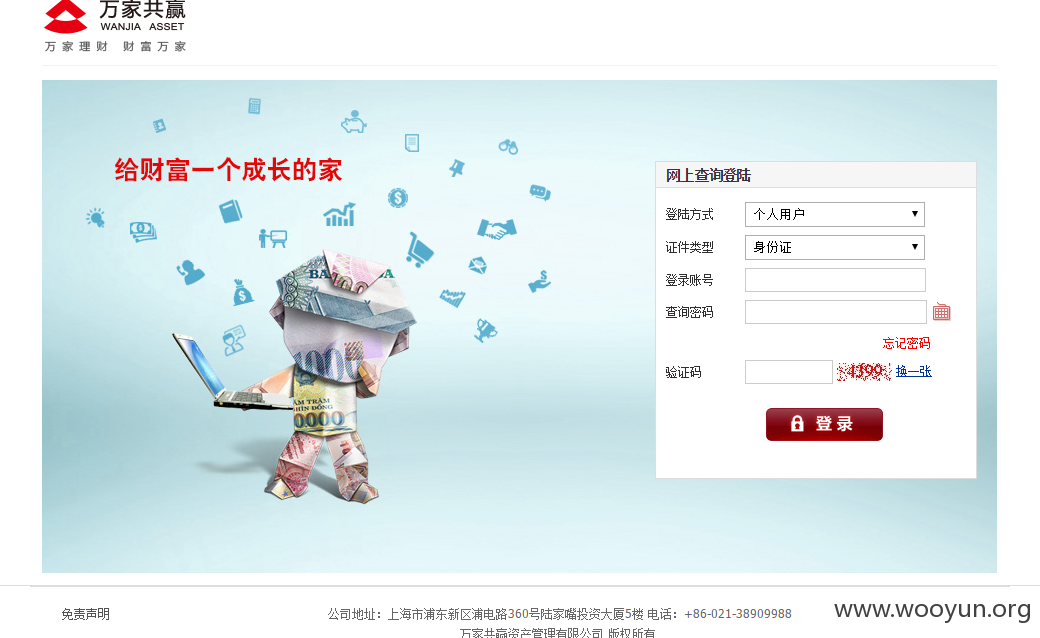 万家共赢
WANJIA ASSET
万家理财 财富万家
给财富一个成长的家
网上查询登陆
登陆方式 个人用户
证件类型 身份证
登录账号
查询密码
忘记密码
验证码 4399 换一张
登录
免责声明
公司地址：上海市浦东新区浦电路360号陆家嘴投资大厦5楼 电话：+86-021-38909988
万家共赢资产管理有限公司 版权所有
www.wooyun.org